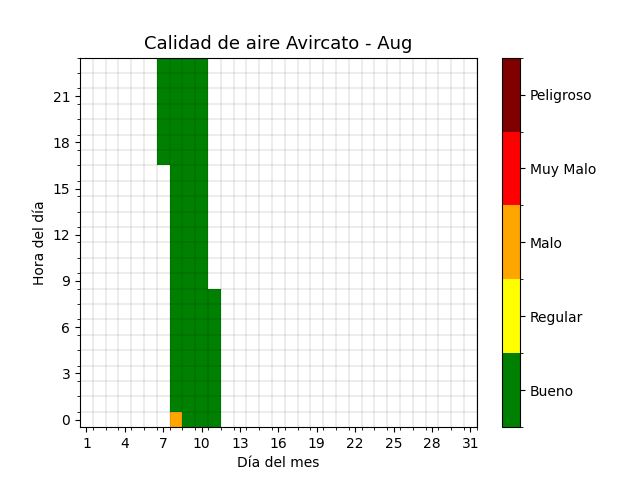 Calidad de aire Avircato - Aug
Hora del día
21
18
15
12
9
6
3
0
1 4 7 10 13 16 19 22 25 28 31
Día del mes
Peligroso
Muy Malo
Malo
Regular
Bueno